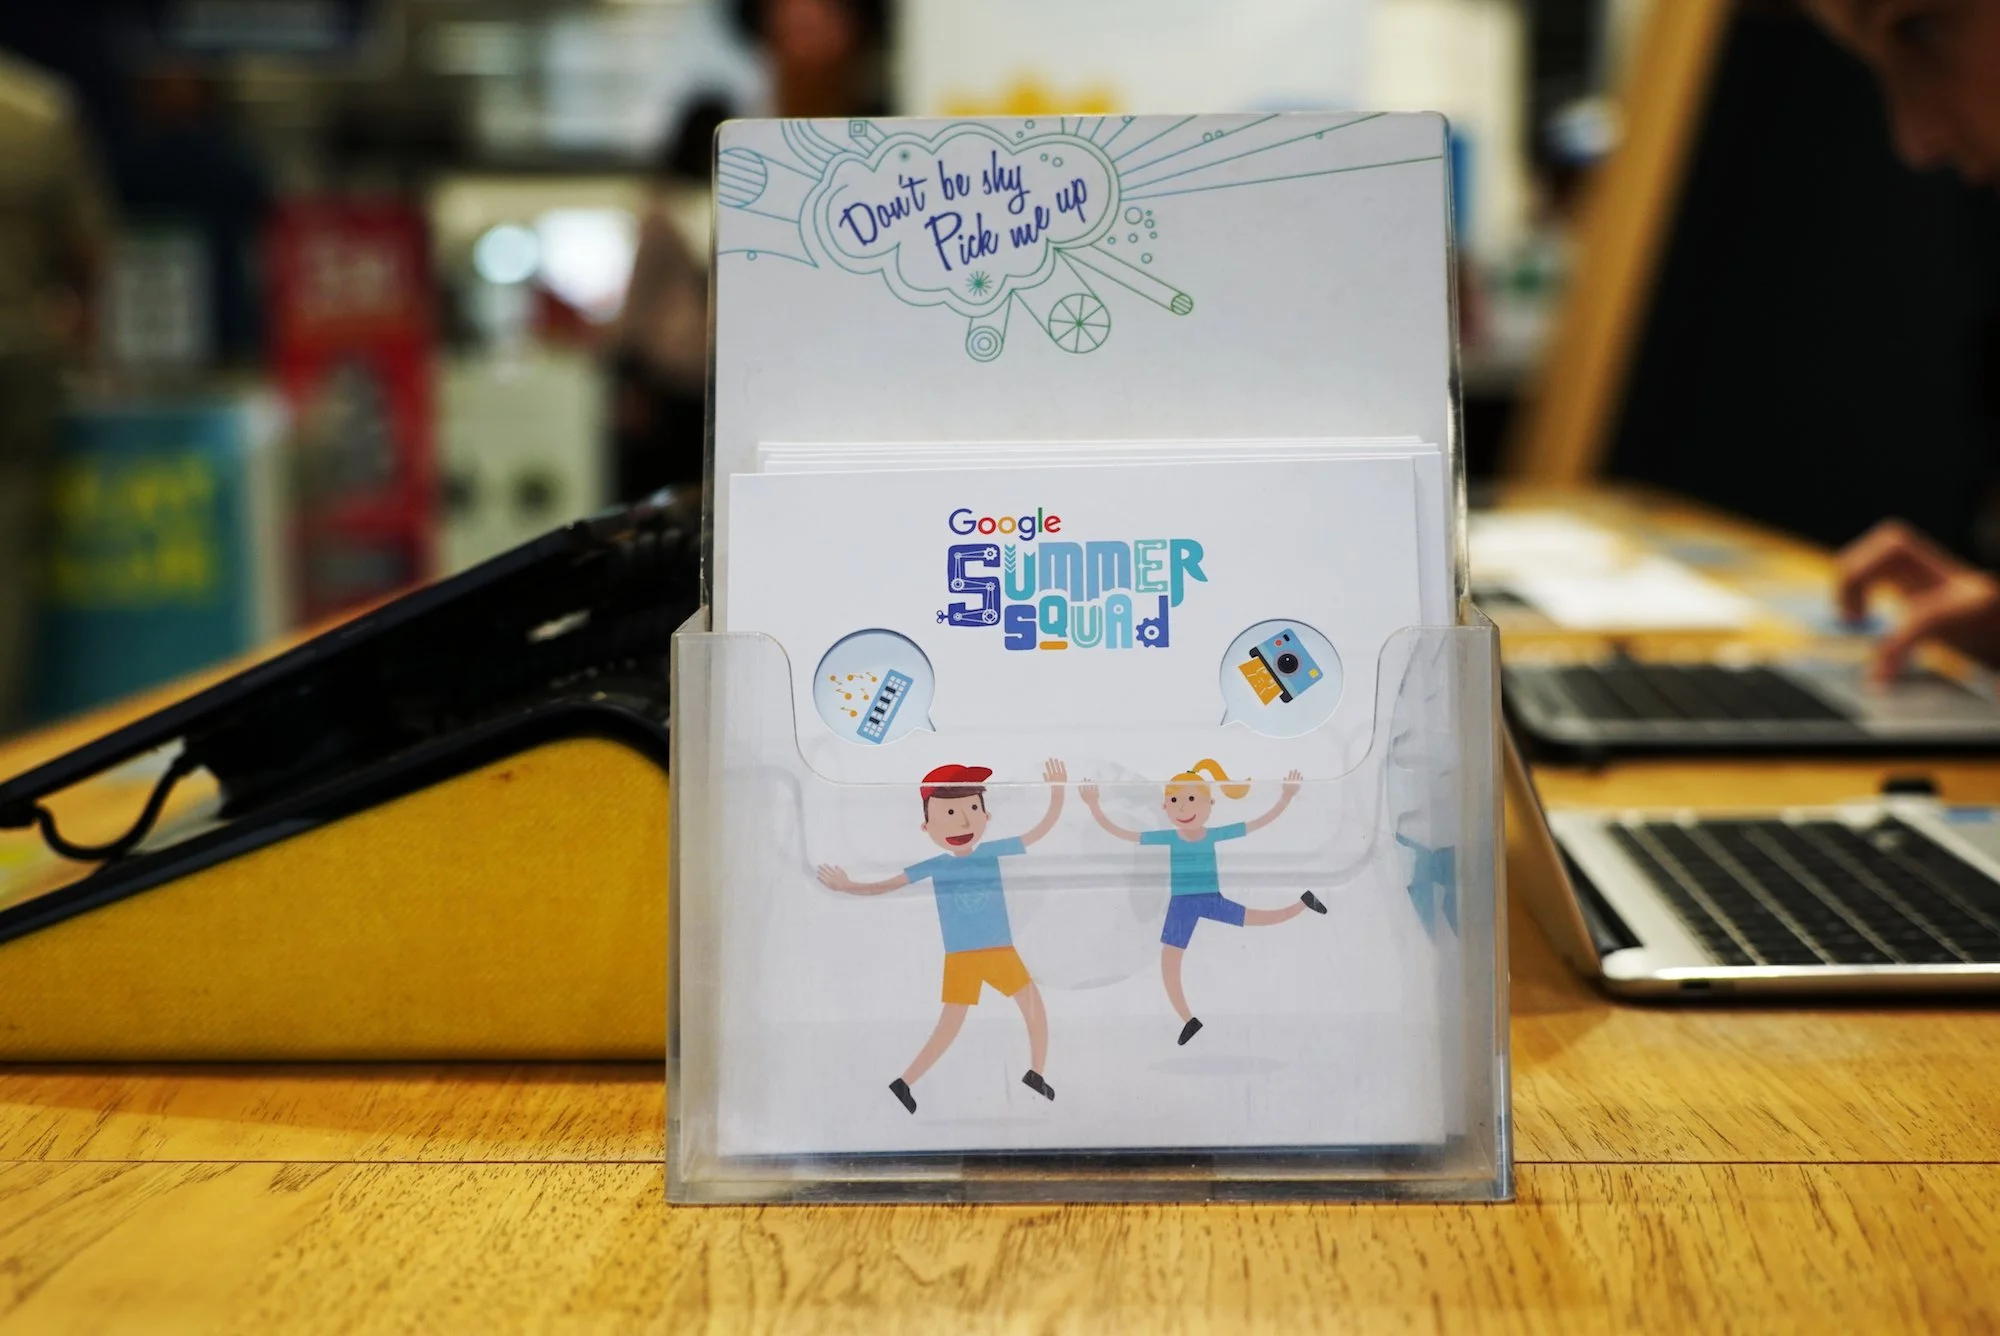 Don't be shy
Pick me up
Google
SUMMER
SQUAD